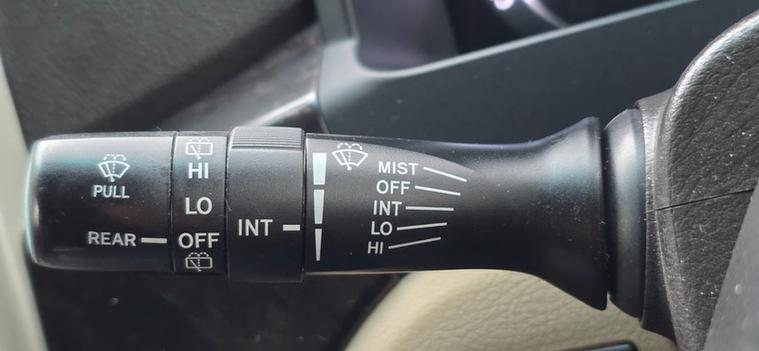 PULL
REAR
HI
LO
OFF
INT
MIST
OFF
INT
LO
HI